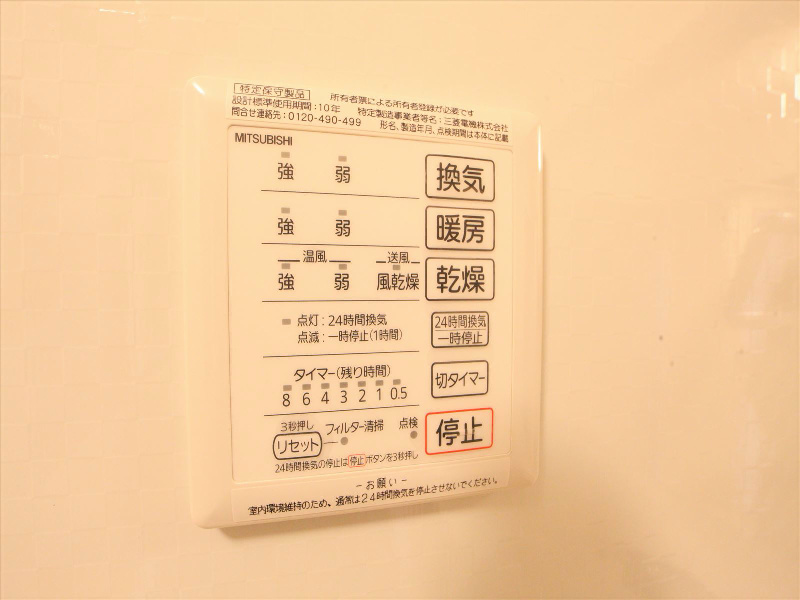 特定保守製品 所有者票による所有者登録が必要です
設計標準使用期間：10年 特定製造事業者等名：三菱電機株式会社
問合せ連絡先：0120-490-499 形名、製造年月、点検期間は本体に記載
MITSUBISHI
強 弱 換気
強 弱 暖房
温風 送風
強 弱 風乾燥 乾燥
点灯：24時間換気
点滅：一時停止(1時間)
24時間換気
一時停止
タイマー(残り時間)
8 6 4 3 2 1 0.5
切タイマー
3秒押し
リセット フィルター清掃 点検
停止
24時間換気の停止は停止ボタンを3秒押し
－お願い－
室内環境維持のため、通常は24時間換気を停止させないでください。